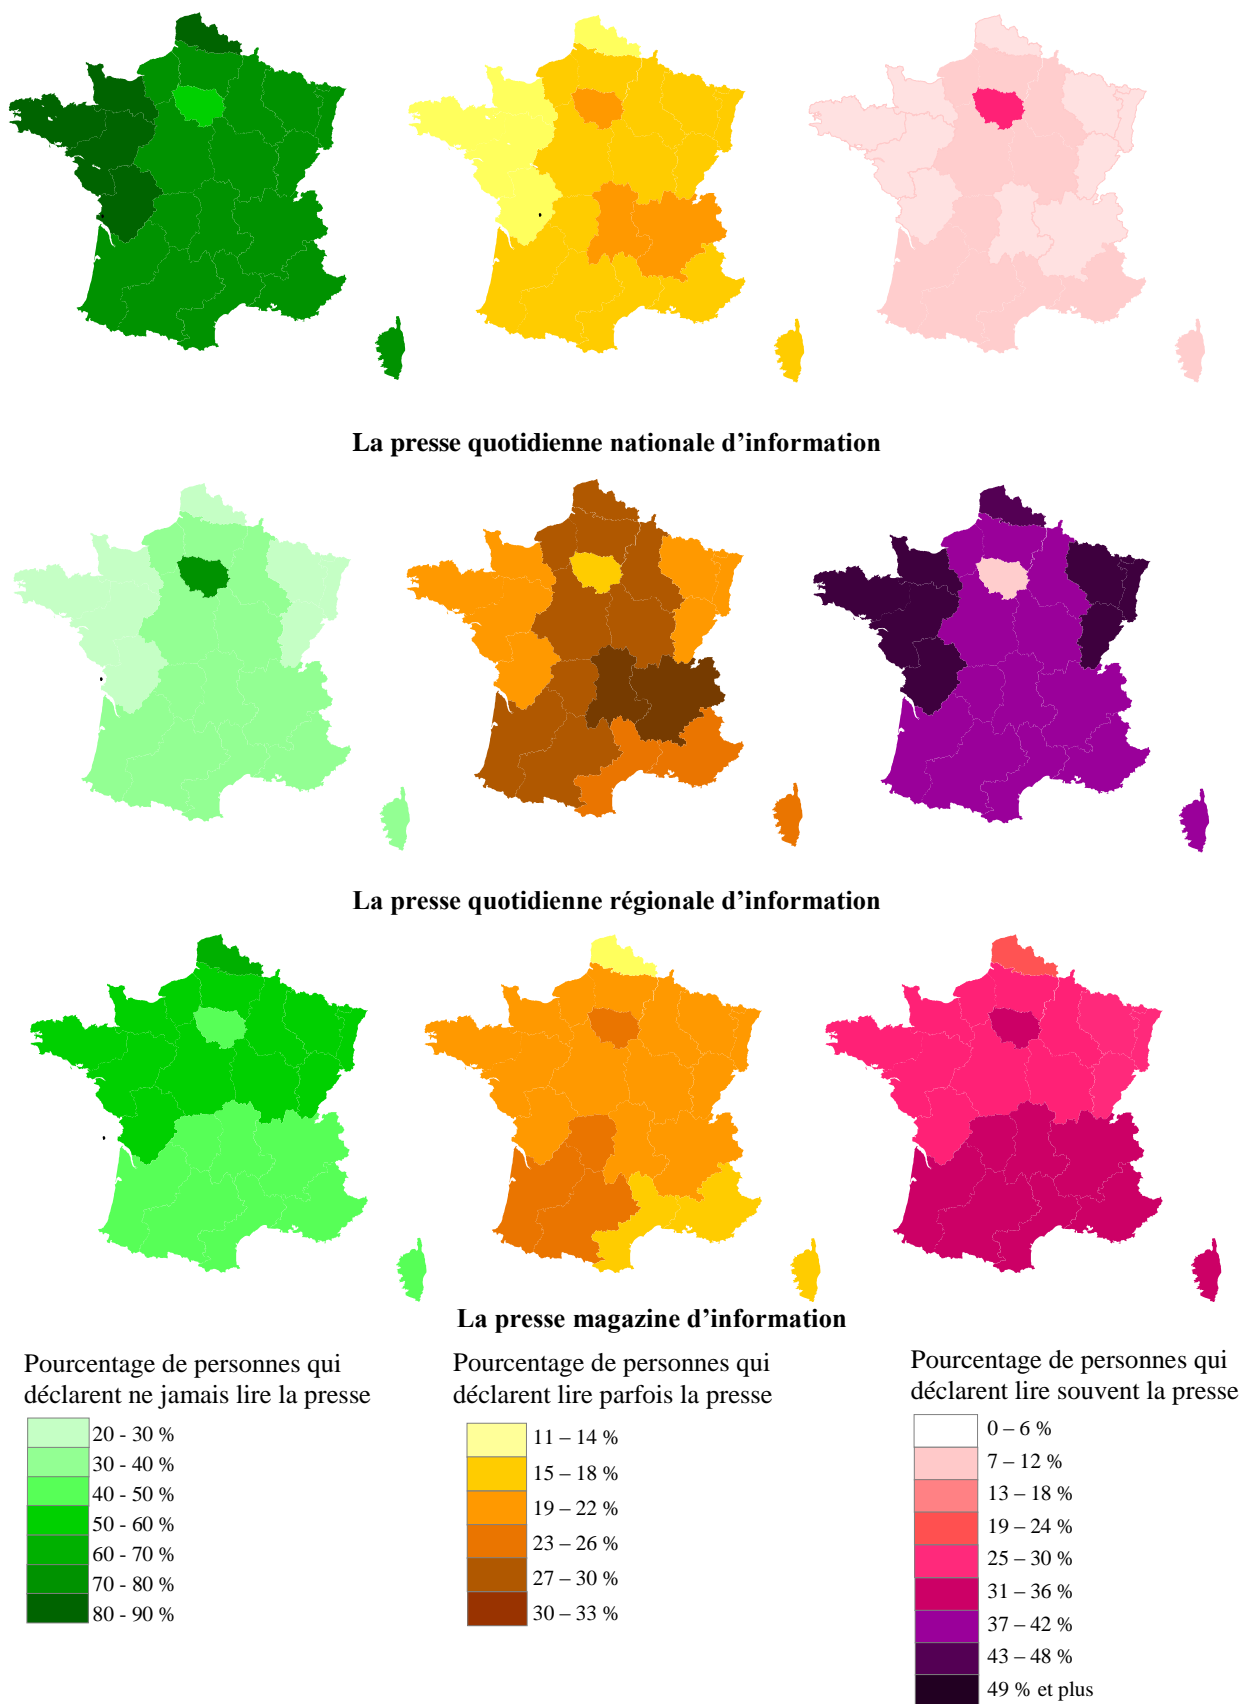 La presse quotidienne nationale d’information
La presse quotidienne régionale d’information
La presse magazine d’information
Pourcentage de personnes qui
déclarent ne jamais lire la presse
20 - 30 %
30 - 40 %
40 - 50 %
50 - 60 %
60 - 70 %
70 - 80 %
80 - 90 %
Pourcentage de personnes qui
déclarent lire parfois la presse
11 – 14 %
15 – 18 %
19 – 22 %
23 – 26 %
27 – 30 %
30 – 33 %
Pourcentage de personnes qui
déclarent lire souvent la presse
0 – 6 %
7 – 12 %
13 – 18 %
19 – 24 %
25 – 30 %
31 – 36 %
37 – 42 %
43 – 48 %
49 % et plus